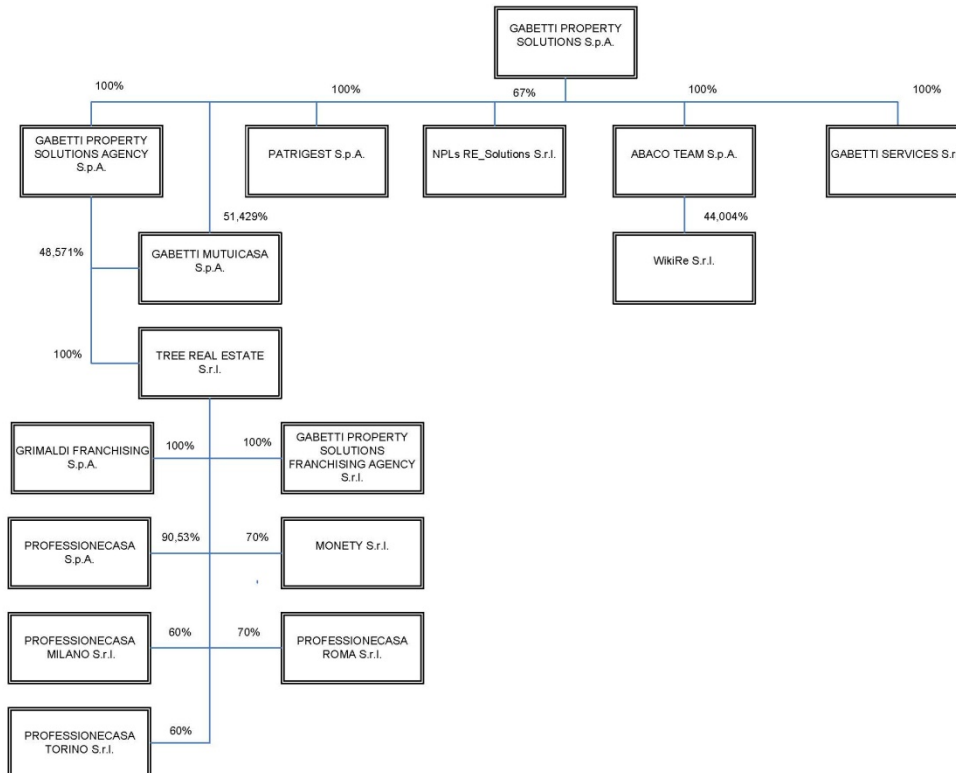 GABETTI PROPERTY
SOLUTIONS S.p.A.
100%
100%
67%
100%
100%
GABETTI PROPERTY
SOLUTIONS AGENCY
S.p.A.
PATRIGEST S.p.A.
NPLs RE_Solutions S.r.l.
ABACO TEAM S.p.A.
GABETTI SERVICES S.r
51,429%
44,004%
48,571%
GABETTI MUTUICASA
S.p.A.
WikiRe S.r.l.
100%
TREE REAL ESTATE
S.r.l.
GRIMALDI FRANCHISING
S.p.A.
100%
100%
GABETTI PROPERTY
SOLUTIONS
FRANCHISING AGENCY
S.r.l.
PROFESSIONECASA
S.p.A.
90,53%
70%
MONETY S.r.l.
PROFESSIONECASA
MILANO S.r.l.
60%
70%
PROFESSIONECASA
ROMA S.r.l.
PROFESSIONECASA
TORINO S.r.l.
60%